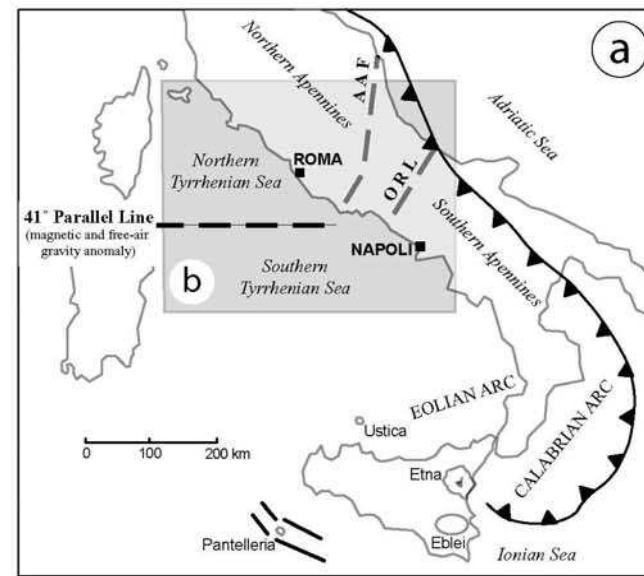 a
Northern Apennines
A A F
Adriatic Sea
ROMA
Northern
Tyrrhenian Sea
O R L
41° Parallel Line
(magnetic and free-air
gravity anomaly)
NAPOLI
Southern Apennines
b
Southern
Tyrrhenian Sea
EOLIAN ARC
Ustica
CALABRIAN ARC
0 100 200 km
Etna
Pantelleria
Eblei
Ionian Sea